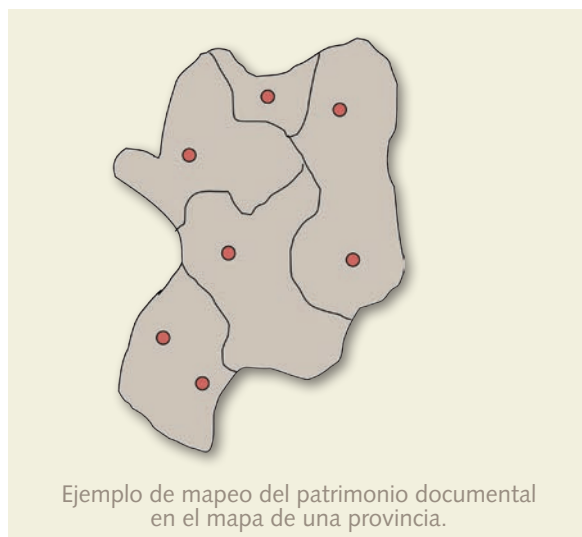 Ejemplo de mapeo del patrimonio documental
en el mapa de una provincia.